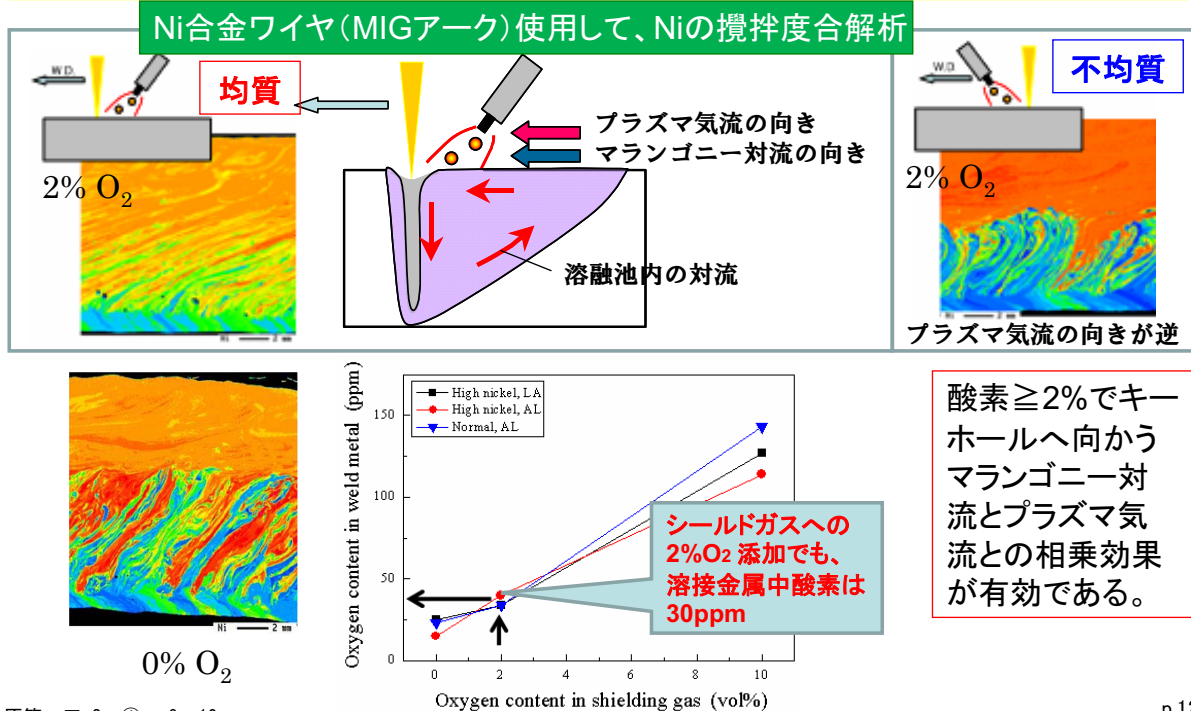 Ni合金ワイヤ(MIGアーク)使用して、Niの攪拌度合解析
W.D.
均質
2% O₂
Ni 2 mm
プラズマ気流の向き
マランゴニー対流の向き
溶融池内の対流
W.D.
不均質
2% O₂
Ni 2 mm
プラズマ気流の向きが逆
Ni 2 mm
0% O₂
Oxygen content in weld metal (ppm)
150
100
50
0
High nickel, LA
High nickel, AL
Normal, AL
シールドガスへの
2%O₂ 添加でも、
溶接金属中酸素は
30ppm
0 2 4 6 8 10
Oxygen content in shielding gas (vol%)
酸素≧2%でキー
ホールへ向かう
マランゴニー対
流とプラズマ気
流との相乗効果
が有効である。